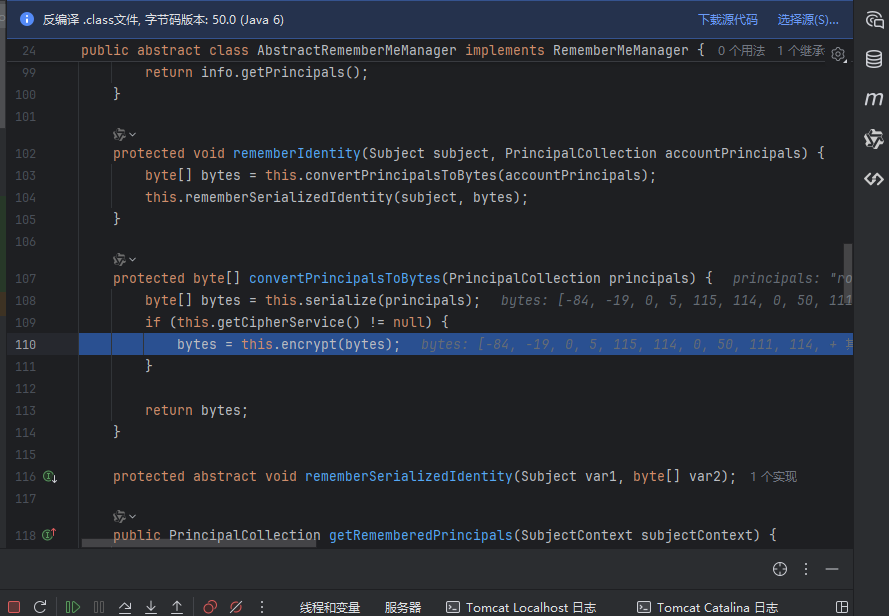 反编译 .class文件, 字节码版本: 50.0 (Java 6) 下载源代码 选择源(S)...
24 public abstract class AbstractRememberMeManager implements RememberMeManager { 0个用法 1个继承
99 return info.getPrincipals();
100 }
101
102 protected void rememberIdentity(Subject subject, PrincipalCollection accountPrincipals) {
103 byte[] bytes = this.convertPrincipalsToBytes(accountPrincipals);
104 this.rememberSerializedIdentity(subject, bytes);
105 }
106
107 protected byte[] convertPrincipalsToBytes(PrincipalCollection principals) { principals: "ro
108 byte[] bytes = this.serialize(principals); bytes: [-84, -19, 0, 5, 115, 114, 0, 50, 111
109 if (this.getCipherService() != null) {
110 bytes = this.encrypt(bytes); bytes: [-84, -19, 0, 5, 115, 114, 0, 50, 111, 114, +
111 }
112
113 return bytes;
114 }
115
116 protected abstract void rememberSerializedIdentity(Subject var1, byte[] var2); 1个实现
117
118 public PrincipalCollection getRememberedPrincipals(SubjectContext subjectContext) {
线程和变量 服务器 Tomcat Localhost 日志 Tomcat Catalina 日志